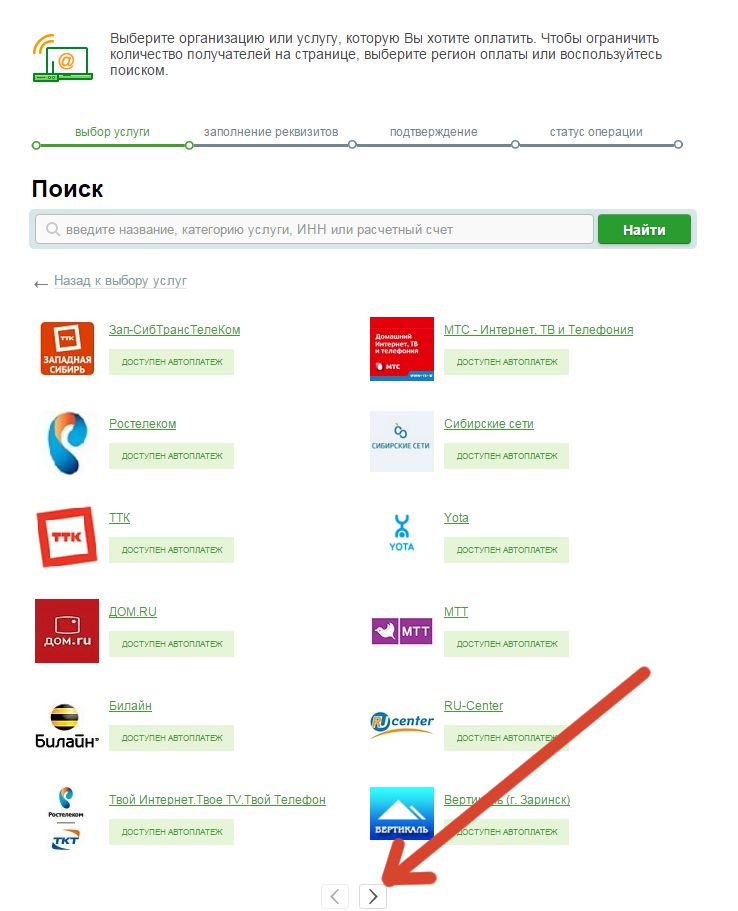 Выберите организацию или услугу, которую Вы хотите оплатить. Чтобы ограничить
количество получателей на странице, выберите регион оплаты или воспользуйтесь
поиском.
выбор услуги
заполнение реквизитов
подтверждение
статус операции
Поиск
введите название, категорию услуги, ИНН или расчетный счет
Найти
← Назад к выбору услуг
ТТК
ЗАПАДНАЯ
СИБИРЬ
Зап-СибТрансТелеКом
ДОСТУПЕН АВТОПЛАТЕЖ
Домашний
Интернет, ТВ
и телефония
МТС
МТС - Интернет, ТВ и Телефония
ДОСТУПЕН АВТОПЛАТЕЖ
Ростелеком
ДОСТУПЕН АВТОПЛАТЕЖ
СИБИРСКИЕ СЕТИ
Сибирские сети
ДОСТУПЕН АВТОПЛАТЕЖ
ТТК
ТТК
ДОСТУПЕН АВТОПЛАТЕЖ
YOTA
Yota
ДОСТУПЕН АВТОПЛАТЕЖ
ДОМ.ru
ДОМ.RU
ДОСТУПЕН АВТОПЛАТЕЖ
МТТ
МТТ
ДОСТУПЕН АВТОПЛАТЕЖ
Билайн®
Билайн
ДОСТУПЕН АВТОПЛАТЕЖ
RU center
RU-Center
ДОСТУПЕН АВТОПЛАТЕЖ
Ростелеком
ТКТ
Твой Интернет.Твое TV.Твой Телефон
ДОСТУПЕН АВТОПЛАТЕЖ
ВЕРТИКАЛЬ
Вертикаль (г. Заринск)
ДОСТУПЕН АВТОПЛАТЕЖ